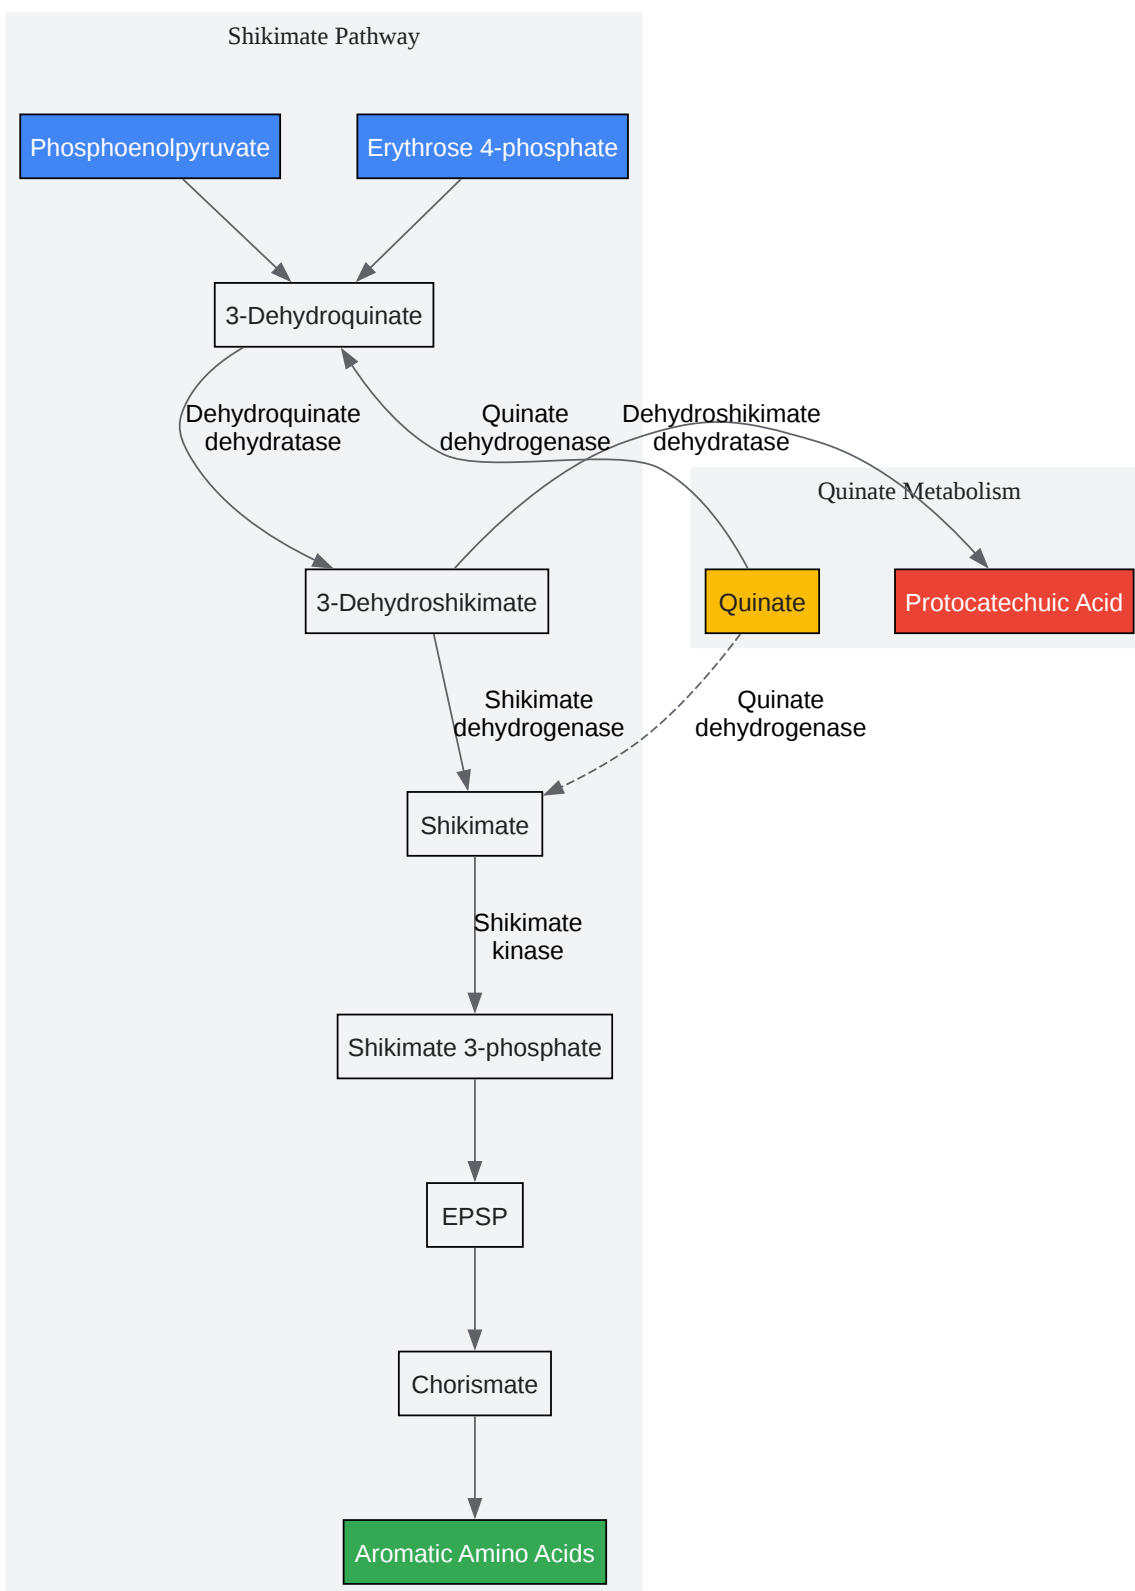 Shikimate Pathway
Phosphoenolpyruvate
Erythrose 4-phosphate
3-Dehydroquinate
Dehydroquinate
dehydratase
Quinate
dehydrogenase
Dehydroshikimate
dehydratase
Quinate Metabolism
3-Dehydroshikimate
Quinate
Protocatechuic Acid
Shikimate
dehydrogenase
Quinate
dehydrogenase
Shikimate
Shikimate
kinase
Shikimate 3-phosphate
EPSP
Chorismate
Aromatic Amino Acids